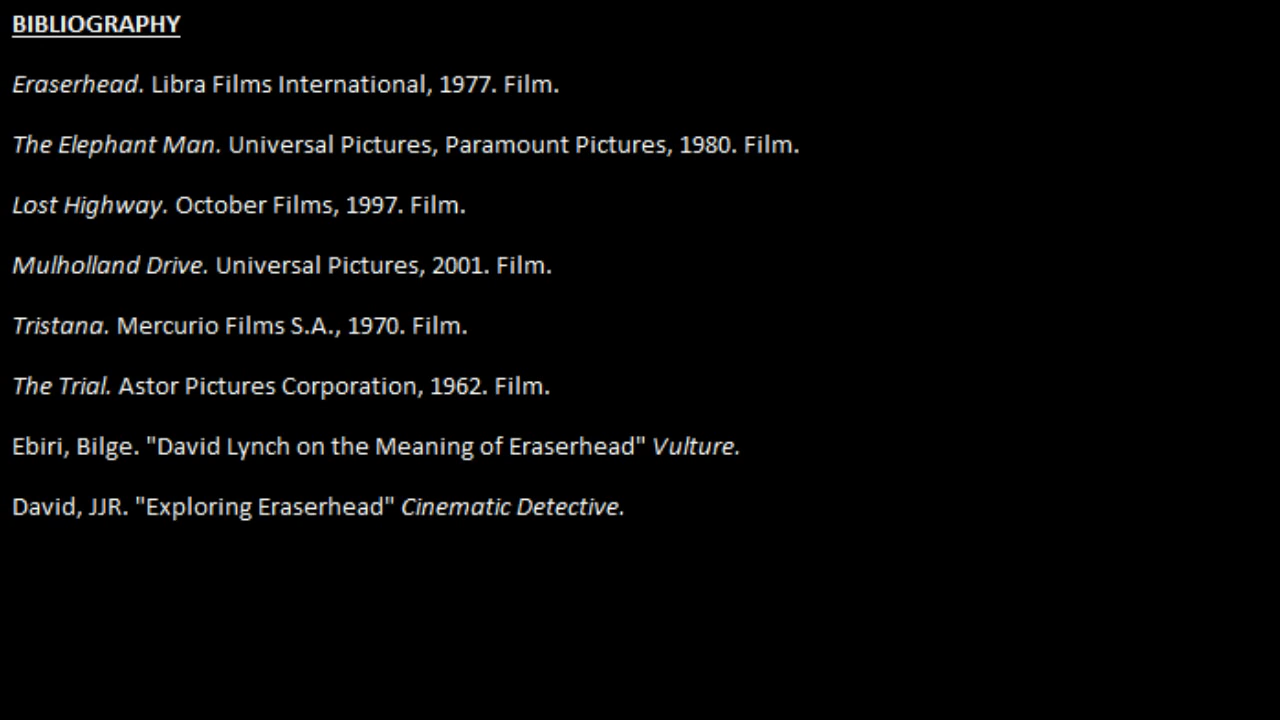 BIBLIOGRAPHY
Eraserhead. Libra Films International, 1977. Film.
The Elephant Man. Universal Pictures, Paramount Pictures, 1980. Film.
Lost Highway. October Films, 1997. Film.
Mulholland Drive. Universal Pictures, 2001. Film.
Tristana. Mercurio Films S.A., 1970. Film.
The Trial. Astor Pictures Corporation, 1962. Film.
Ebiri, Bilge. "David Lynch on the Meaning of Eraserhead" Vulture.
David, JJR. "Exploring Eraserhead" Cinematic Detective.